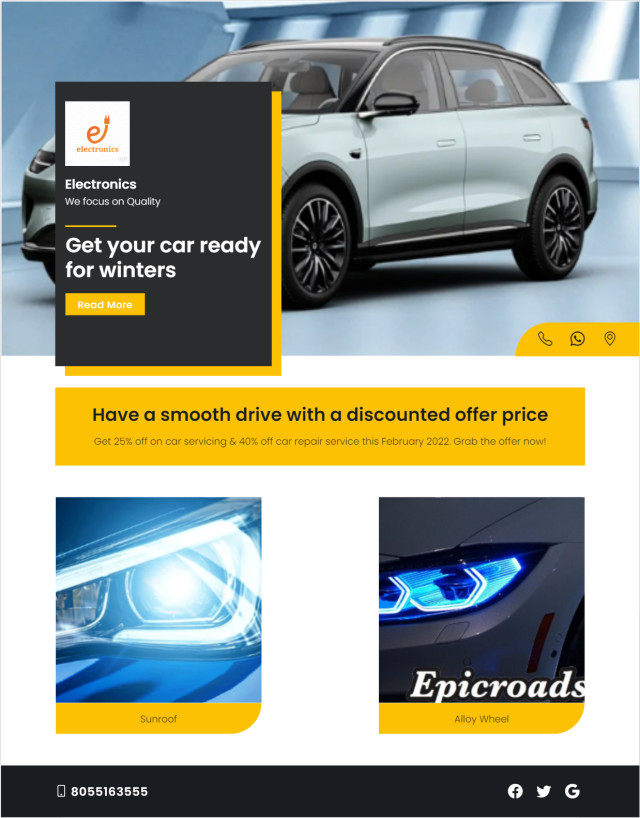 electronics
Electronics
We focus on Quality
Get your car ready
for winters
Read More
Have a smooth drive with a discounted offer price
Get 25% off on car servicing & 40% off car repair service this February 2022. Grab the offer now!
Epicroads
Sunroof
Alloy Wheel
8055163555